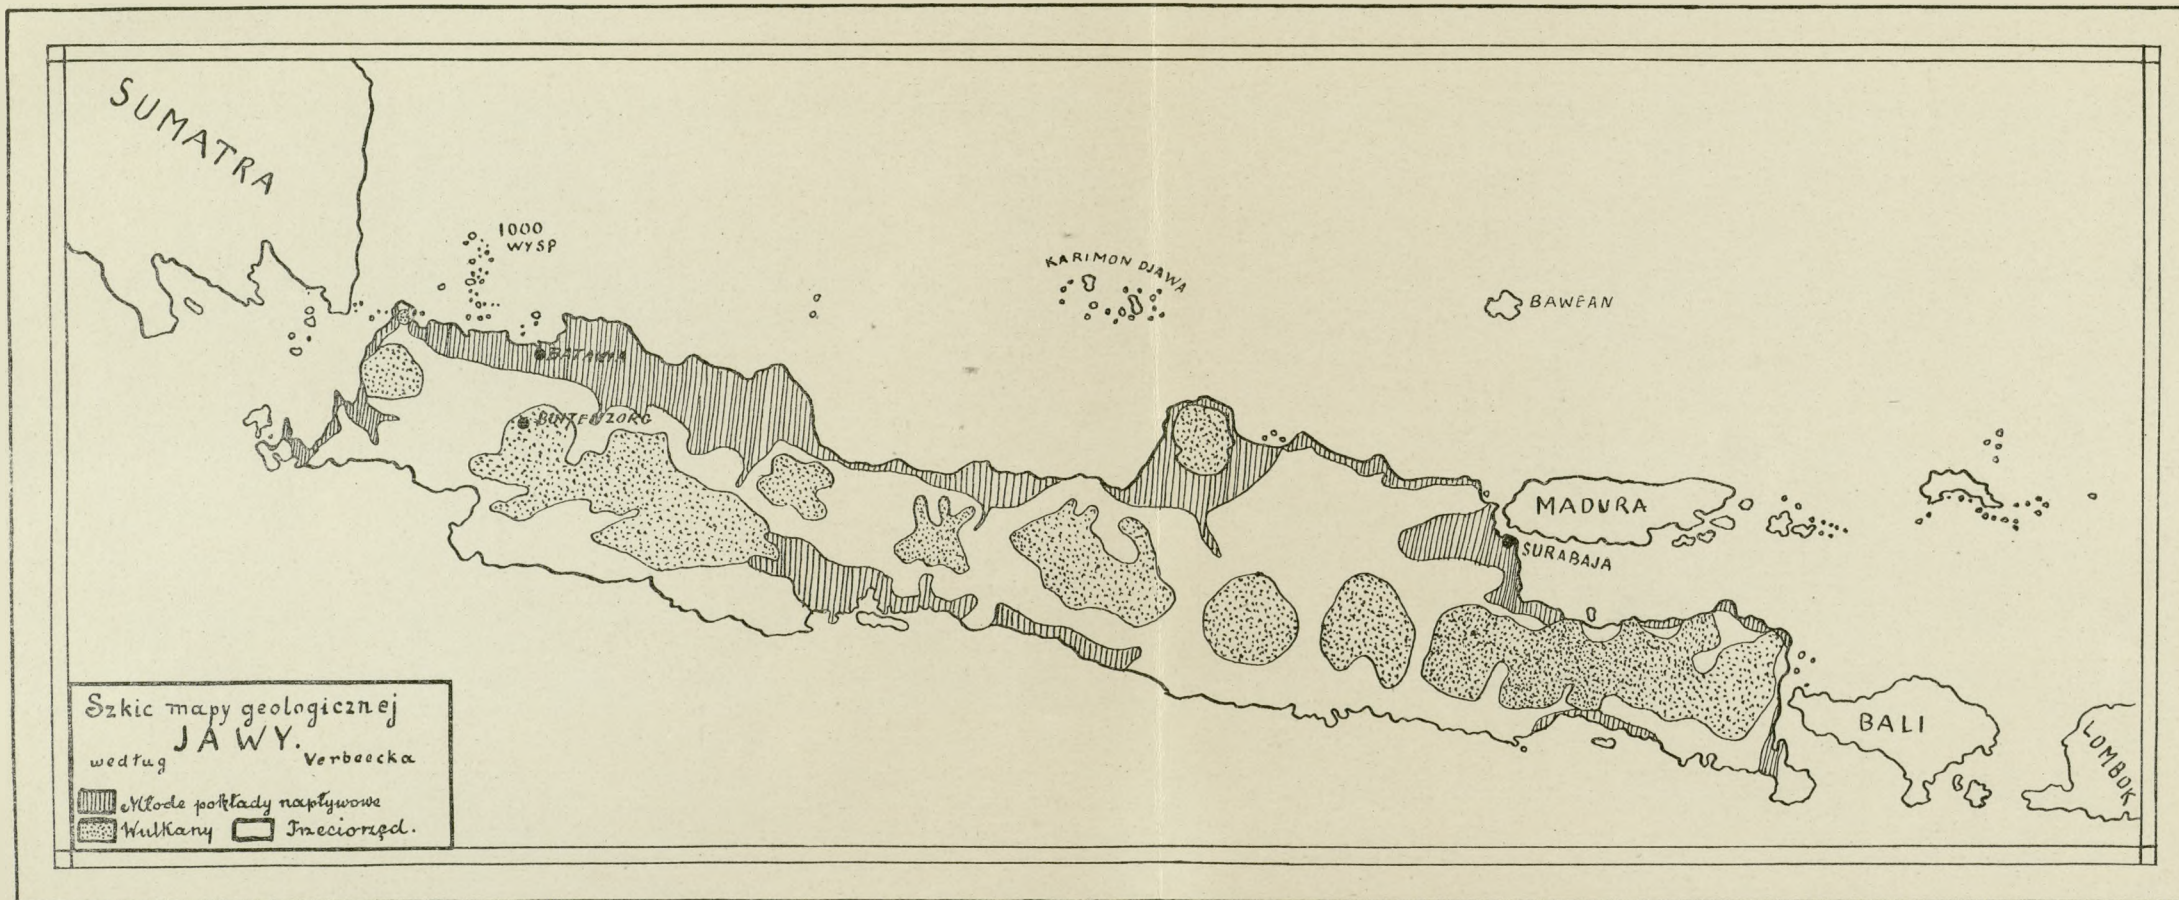 SUMATRA
1000
WYSP
KARIMON DJAWA
BAWEAN
BATAWIA
BUITENZORG
MADURA
SURABAJA
BALI
LOMBOK
Szkic mapy geologicznej
JAWY.
według Verbeecka
Młode pokłady napływowe
Wulkany Trzeciorzęd.